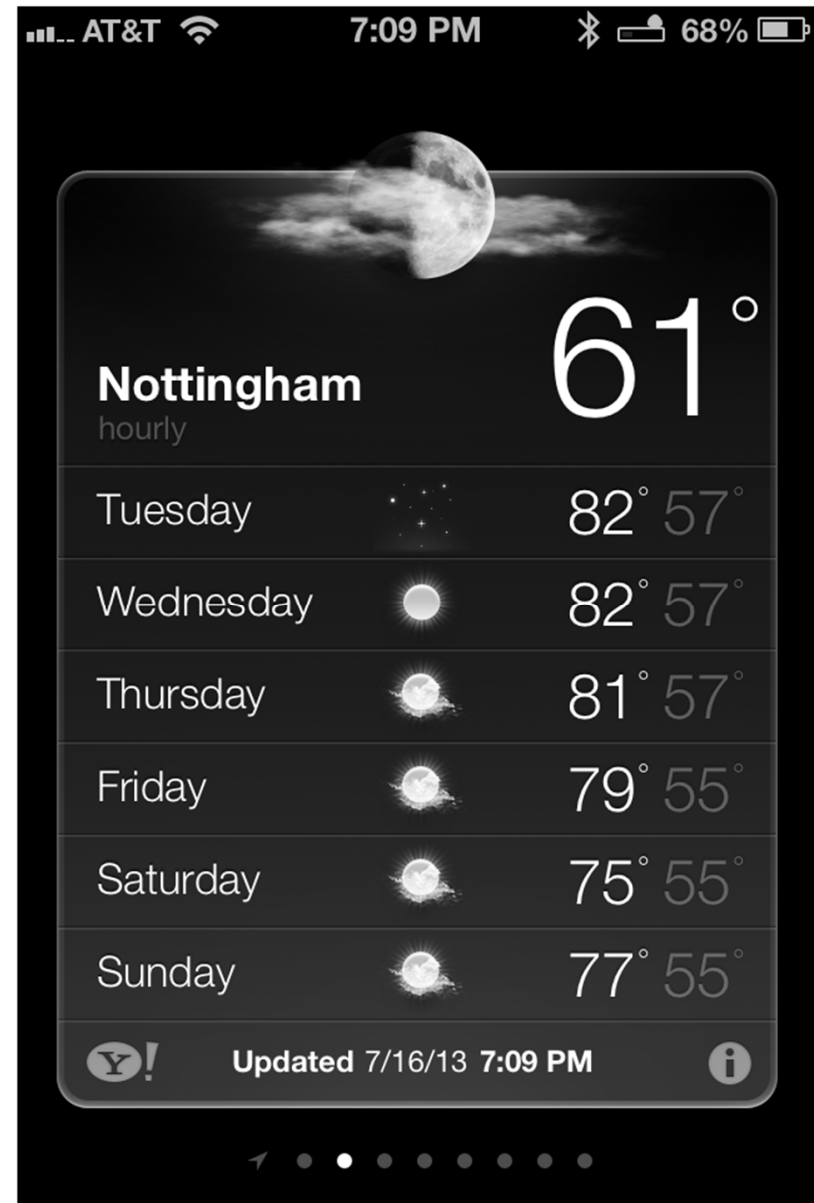 AT&T 7:09 PM 68%
61°
Nottingham
hourly
Tuesday 82° 57°
Wednesday 82° 57°
Thursday 81° 57°
Friday 79° 55°
Saturday 75° 55°
Sunday 77° 55°
Y! Updated 7/16/13 7:09 PM i